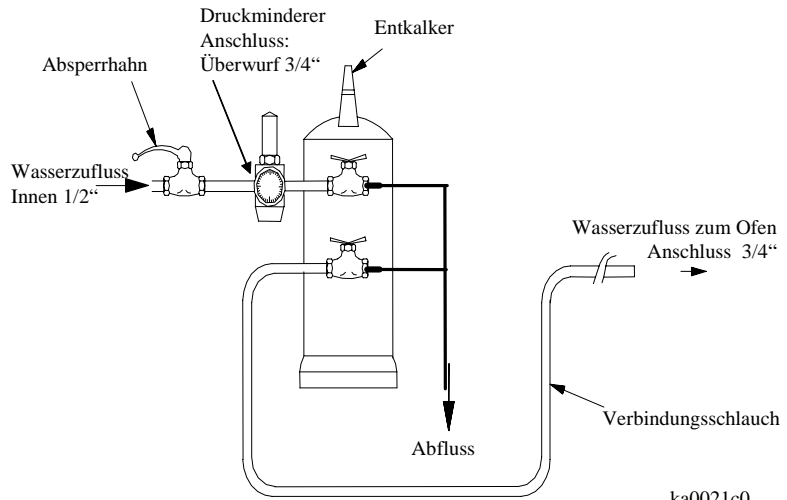 Druckminderer
Anschluss:
Überwurf 3/4“
Entkalker
Absperrhahn
Wasserzufluss
Innen 1/2“
Wasserzufluss zum Ofen
Anschluss 3/4“
Verbindungsschlauch
Abfluss
ka0021c0